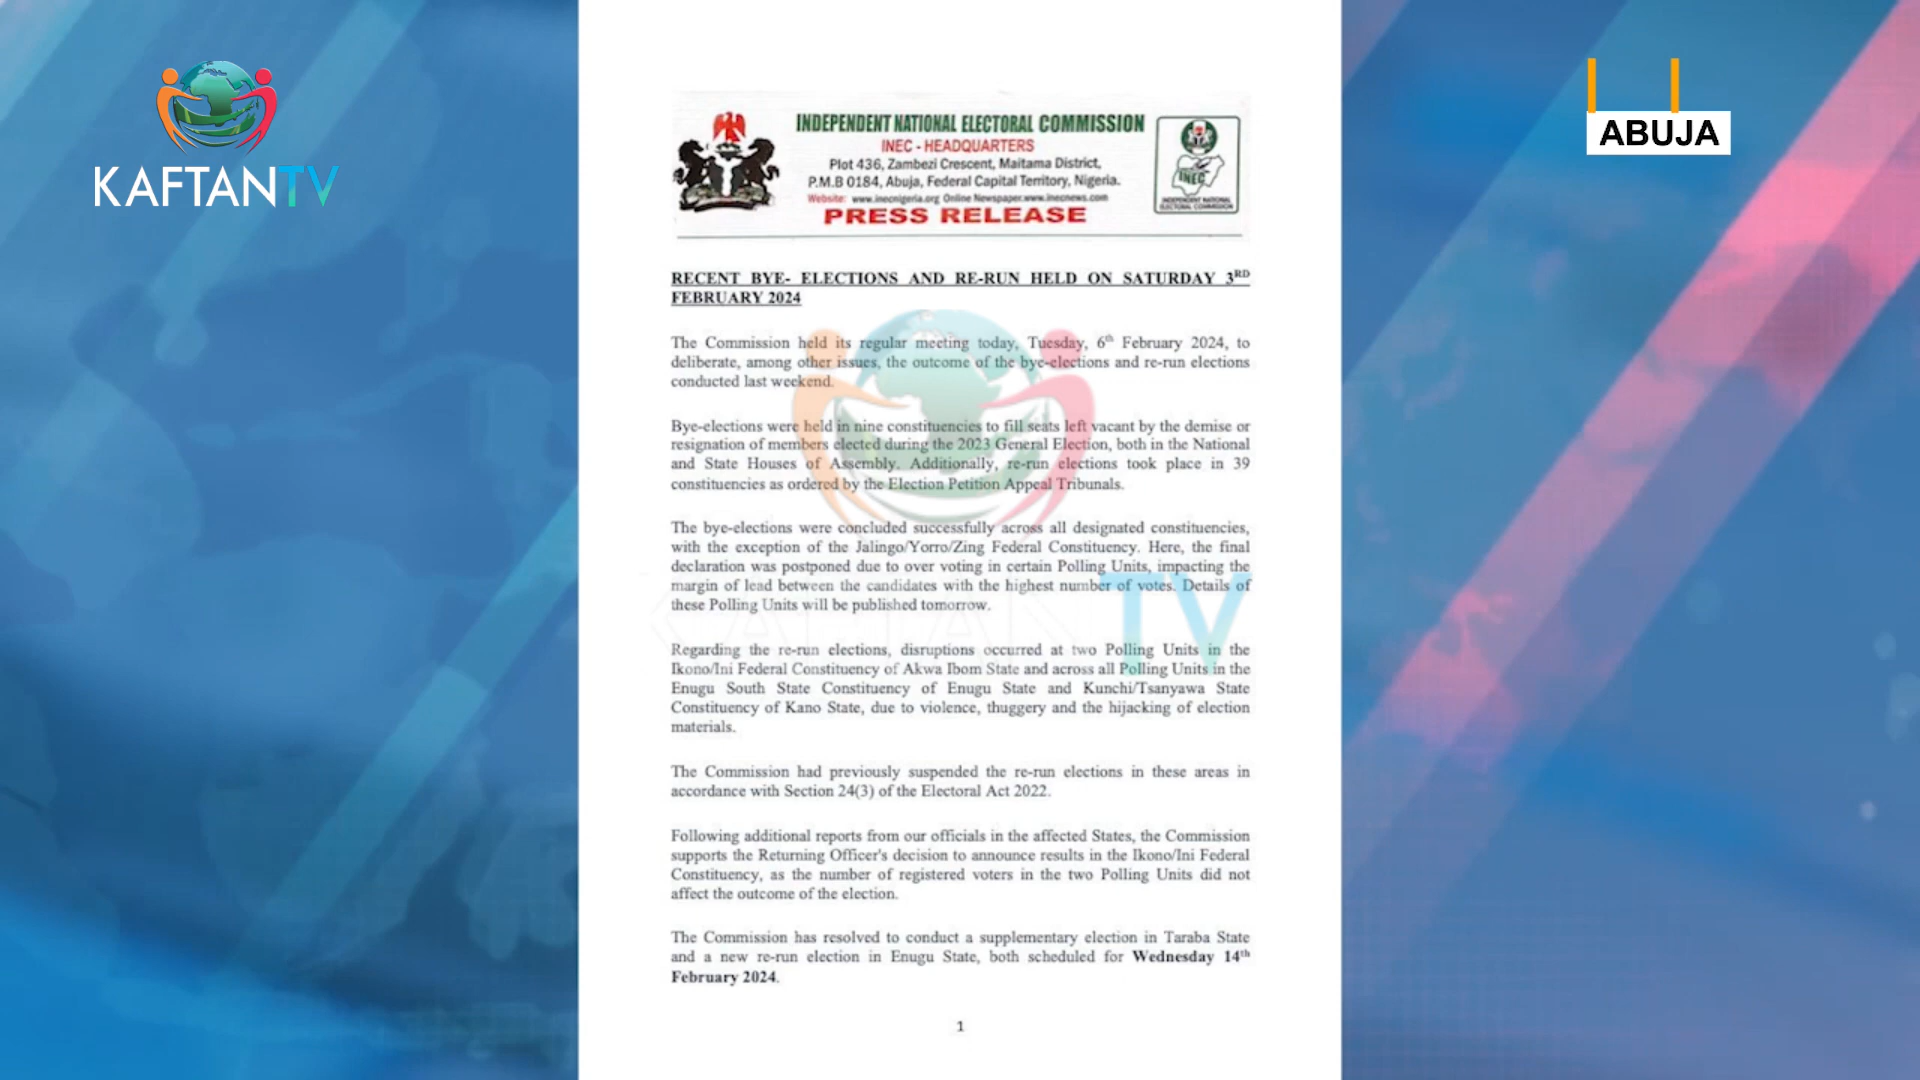 KAFTANTV
ABUJA
INDEPENDENT NATIONAL ELECTORAL COMMISSION
INEC - HEADQUARTERS
Plot 436, Zambezi Crescent, Maitama District,
P.M.B 0184, Abuja, Federal Capital Territory, Nigeria.
Website: www.inecnigeria.org Online Newspaper.www.inecnews.com
PRESS RELEASE
INEC
INDEPENDENT NATIONAL
ELECTORAL COMMISSION
RECENT BYE- ELECTIONS AND RE-RUN HELD ON SATURDAY 3RD
FEBRUARY 2024
The Commission held its regular meeting today, Tuesday, 6th February 2024, to
deliberate, among other issues, the outcome of the bye-elections and re-run elections
conducted last weekend.
Bye-elections were held in nine constituencies to fill seats left vacant by the demise or
resignation of members elected during the 2023 General Election, both in the National
and State Houses of Assembly. Additionally, re-run elections took place in 39
constituencies as ordered by the Election Petition Appeal Tribunals.
The bye-elections were concluded successfully across all designated constituencies,
with the exception of the Jalingo/Yorro/Zing Federal Constituency. Here, the final
declaration was postponed due to over voting in certain Polling Units, impacting the
margin of lead between the candidates with the highest number of votes. Details of
these Polling Units will be published tomorrow.
KAFTANTV
Regarding the re-run elections, disruptions occurred at two Polling Units in the
Ikono/Ini Federal Constituency of Akwa Ibom State and across all Polling Units in the
Enugu South State Constituency of Enugu State and Kunchi/Tsanyawa State
Constituency of Kano State, due to violence, thuggery and the hijacking of election
materials.
The Commission had previously suspended the re-run elections in these areas in
accordance with Section 24(3) of the Electoral Act 2022.
Following additional reports from our officials in the affected States, the Commission
supports the Returning Officer's decision to announce results in the Ikono/Ini Federal
Constituency, as the number of registered voters in the two Polling Units did not
affect the outcome of the election.
The Commission has resolved to conduct a supplementary election in Taraba State
and a new re-run election in Enugu State, both scheduled for Wednesday 14th
February 2024.
1